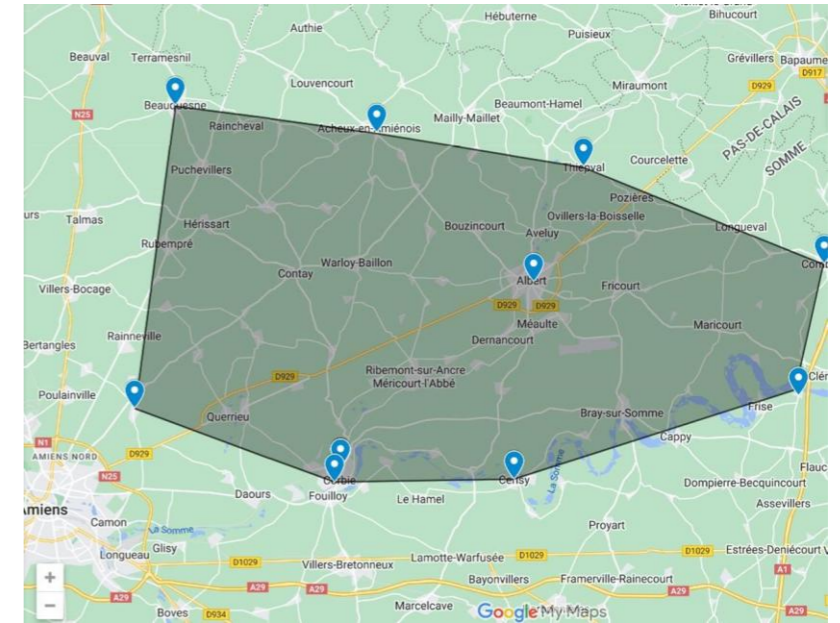 Hébuterne
Bihucourt
Authie
Puisieux
Beauval
Terramesnil
Grévillers
Bapaume
D917
Louvencourt
Miraumont
D929
Beauquesne
Beaumont-Hamel
N25
Mailly-Maillet
Raincheval
Acheux-en-Amiénois
PAS-DE-CALAIS
SOMME
Thiepval
Courcelette
Puchevillers
Pozières
Talmas
Hérissart
Ovillers-la-Boisselle
Bouzincourt
Longueval
Aveluy
Rubempré
Warloy-Baillon
Contay
Albert
Villers-Bocage
Fricourt
D929
D929
Méaulte
Maricourt
Rainneville
Dernancourt
Bertangles
Ribemont-sur-Ancre
Méricourt-l'Abbé
D929
Poulainville
Frise
Querrieu
Bray-sur-Somme
Cappy
N1
AMIENS NORD
D929
N25
Corbie
Cerisy
La Somme
Daours
Fouilloy
Le Hamel
Dompierre-Becquincourt
Assevillers
Amiens
Camon
La Somme
Proyart
Longueau
Glisy
D1029
Villers-Bretonneux
Lamotte-Warfusée
D1029
D1029
Estrées-Deniécourt
+
A29
A29
Bayonvillers
Framerville-Rainecourt
A29
A1
−
Boves
D934
Marcelcave
Google My Maps
A29